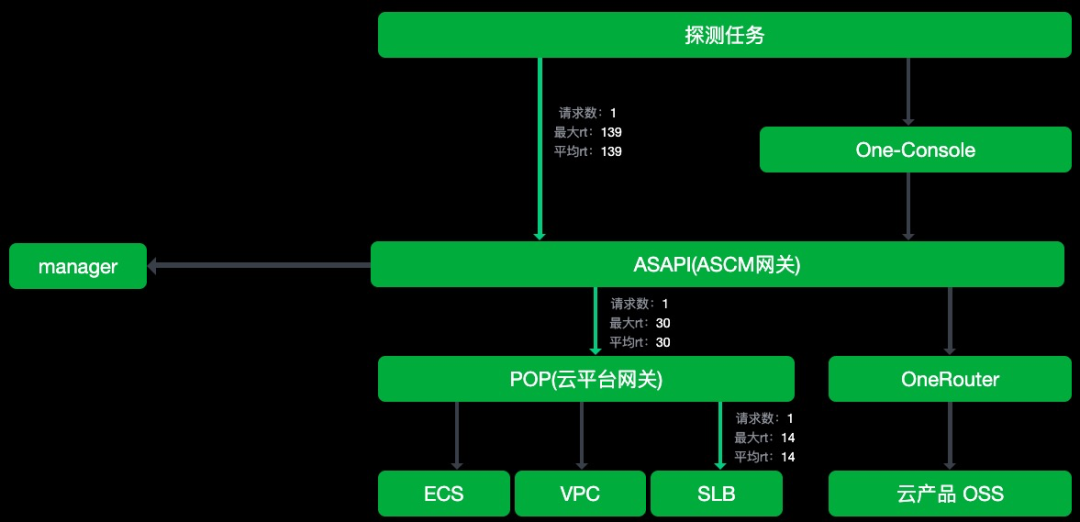 探测任务
请求数：1
最大rt：139
平均rt：139
One-Console
manager
ASAPI(ASCM网关)
请求数：1
最大rt：30
平均rt：30
POP(云平台网关)
OneRouter
请求数：1
最大rt：14
平均rt：14
ECS
VPC
SLB
云产品 OSS